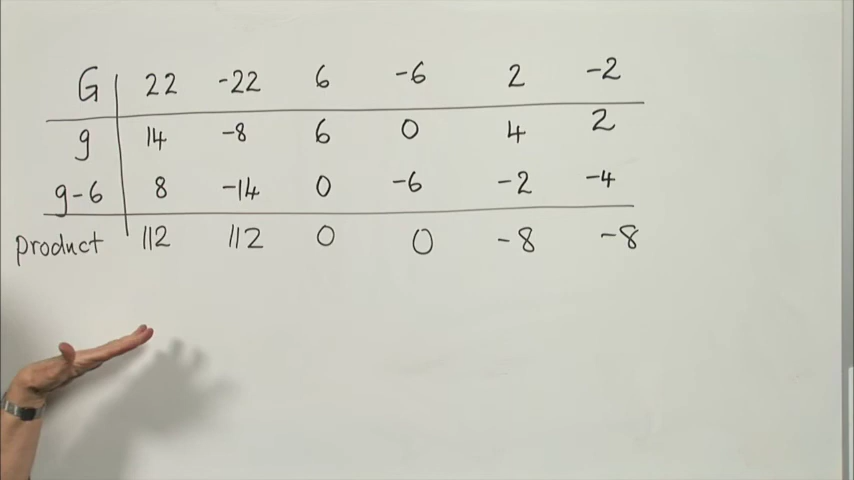 G 22 -22 6 -6 2 -2
g 14 -8 6 0 4 2
g-6 8 -14 0 -6 -2 -4
product 112 112 0 0 -8 -8